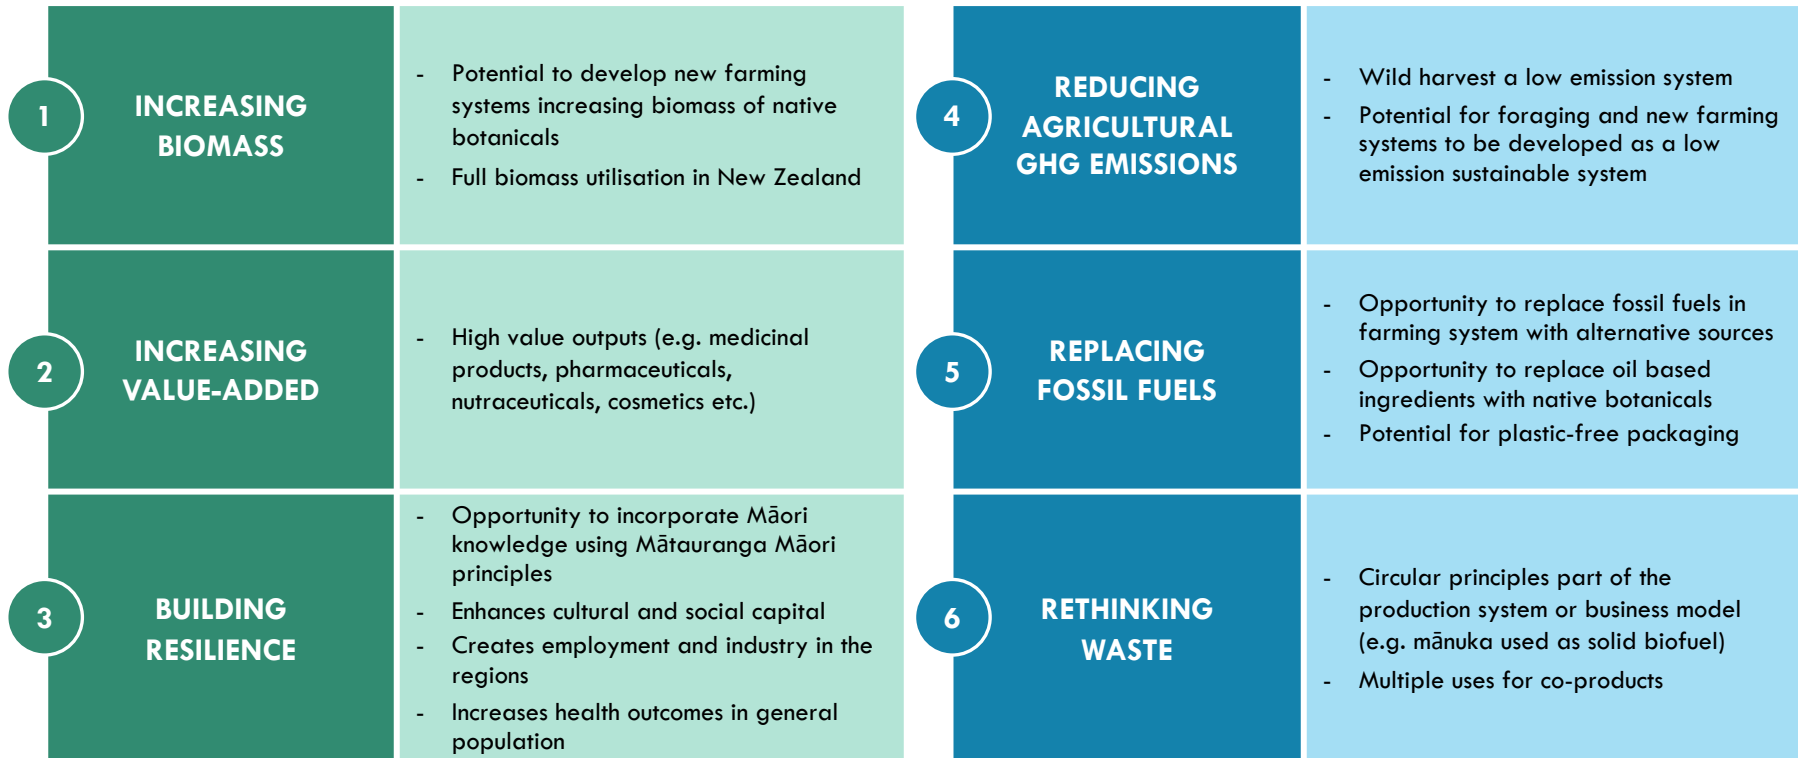 1
INCREASING
BIOMASS
- Potential to develop new farming
systems increasing biomass of native
botanicals
- Full biomass utilisation in New Zealand
2
INCREASING
VALUE-ADDED
- High value outputs (e.g. medicinal
products, pharmaceuticals,
nutraceuticals, cosmetics etc.)
3
BUILDING
RESILIENCE
- Opportunity to incorporate Māori
knowledge using Mātauranga Māori
principles
- Enhances cultural and social capital
- Creates employment and industry in the
regions
- Increases health outcomes in general
population
4
REDUCING
AGRICULTURAL
GHG EMISSIONS
- Wild harvest a low emission system
- Potential for foraging and new farming
systems to be developed as a low
emission sustainable system
5
REPLACING
FOSSIL FUELS
- Opportunity to replace fossil fuels in
farming system with alternative sources
- Opportunity to replace oil based
ingredients with native botanicals
- Potential for plastic-free packaging
6
RETHINKING
WASTE
- Circular principles part of the
production system or business model
(e.g. mānuka used as solid biofuel)
- Multiple uses for co-products